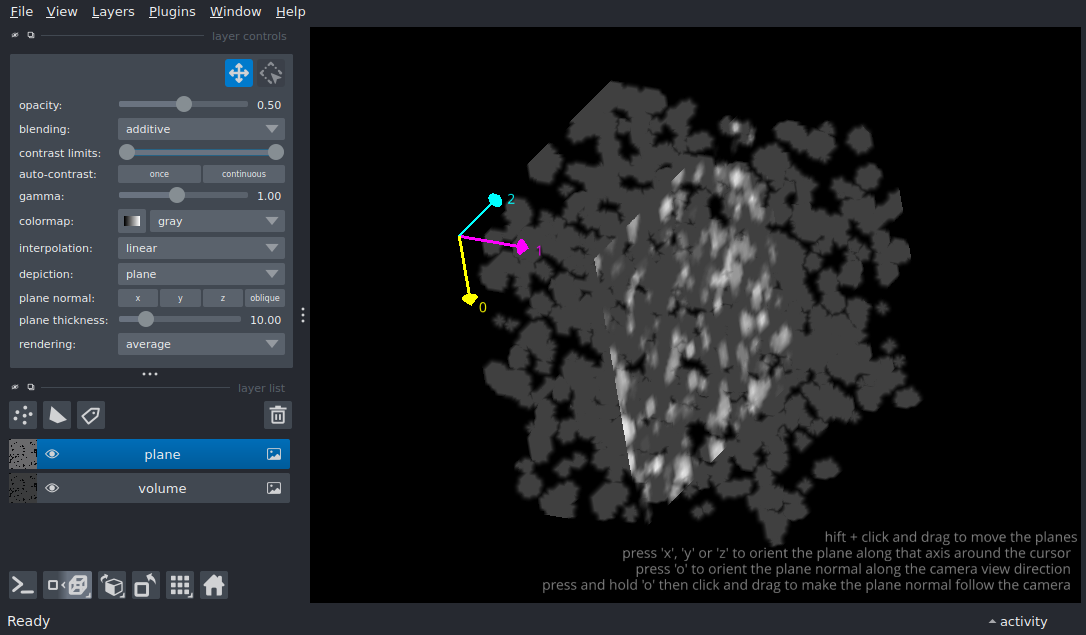 File View Layers Plugins Window Help
layer controls
opacity: 0.50
blending: additive
contrast limits:
auto-contrast: once continuous
gamma: 1.00
colormap: gray
interpolation: linear
depiction: plane
plane normal: x y z oblique
plane thickness: 10.00
rendering: average
layer list
plane
volume
2
1
0
hift + click and drag to move the planes
press 'x', 'y' or 'z' to orient the plane along that axis around the cursor
press 'o' to orient the plane normal along the camera view direction
press and hold 'o' then click and drag to make the plane normal follow the camera
Ready
activity